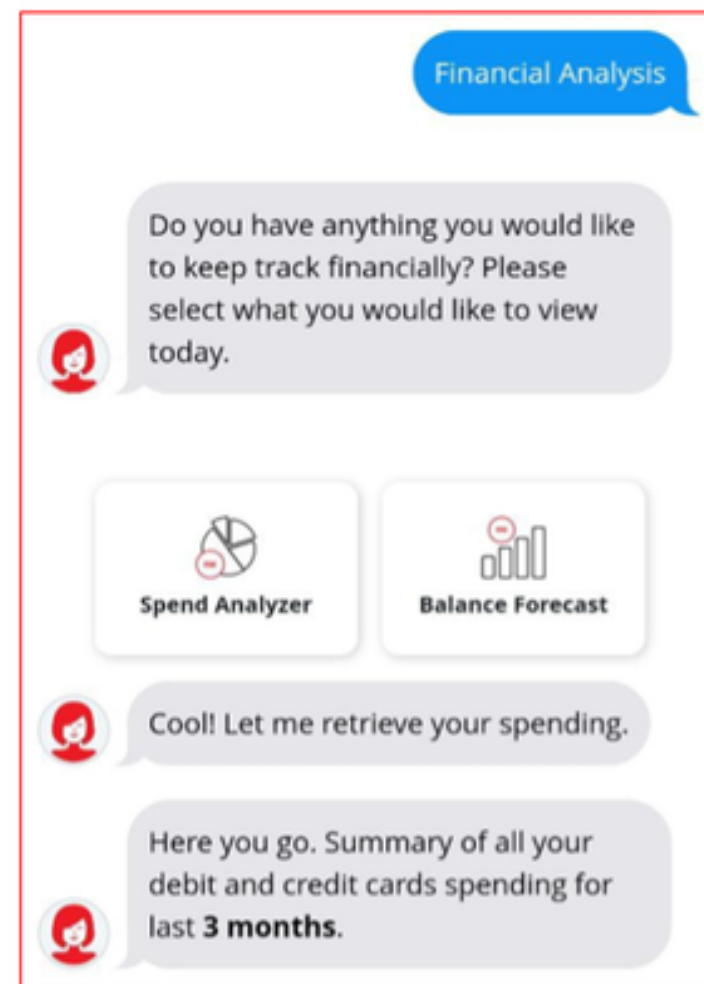 Financial Analysis
Do you have anything you would like
to keep track financially? Please
select what you would like to view
today.
Spend Analyzer
Balance Forecast
Cool! Let me retrieve your spending.
Here you go. Summary of all your
debit and credit cards spending for
last 3 months.